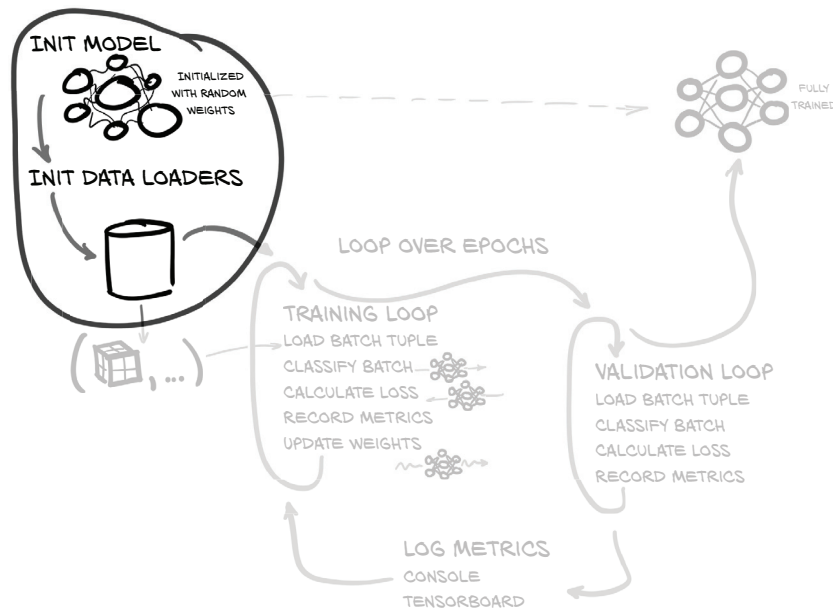 INIT MODEL
INITIALIZED
WITH RANDOM
WEIGHTS
FULLY
TRAINED
INIT DATA LOADERS
LOOP OVER EPOCHS
TRAINING LOOP
LOAD BATCH TUPLE
CLASSIFY BATCH
CALCULATE LOSS
RECORD METRICS
UPDATE WEIGHTS
( , ...)
VALIDATION LOOP
LOAD BATCH TUPLE
CLASSIFY BATCH
CALCULATE LOSS
RECORD METRICS
LOG METRICS
CONSOLE
TENSORBOARD